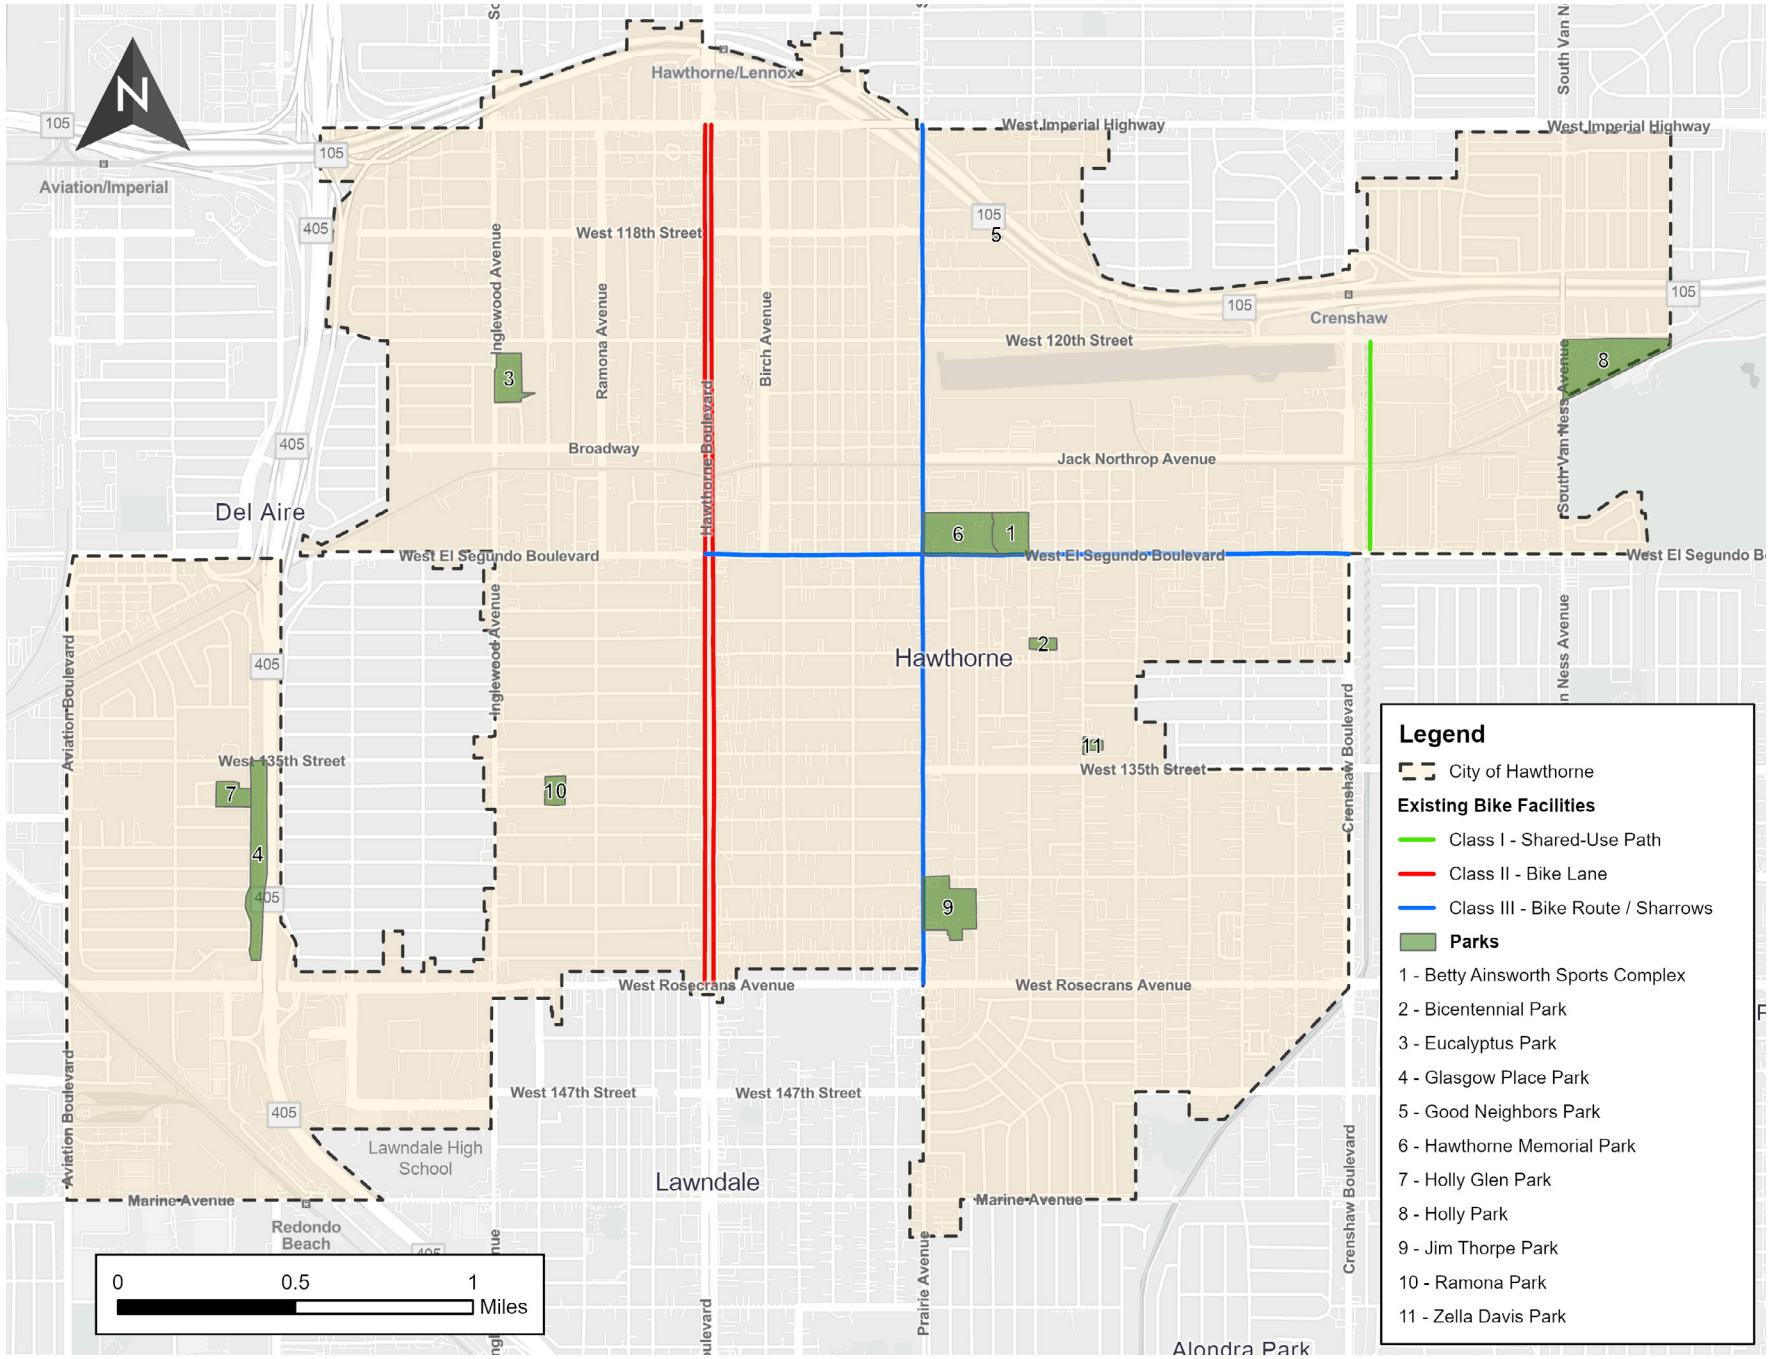 N
Hawthorne/Lennox
105
West Imperial Highway
West Imperial Highway
South Van N
105
Aviation/Imperial
405
105
5
West 118th Street
Inglewood Avenue
Ramona Avenue
Birch Avenue
105
105
Crenshaw
West 120th Street
3
8
South Van Ness Avenue
Hawthorne Boulevard
405
Broadway
Jack Northrop Avenue
Del Aire
6
1
West El Segundo Boulevard
West El Segundo Boulevard
West El Segundo B
Inglewood Avenue
n Ness Avenue
2
Hawthorne
405
Aviation Boulevard
11
West 135th Street
West 135th Street
7
10
4
405
9
Crenshaw Boulevard
West Rosecrans Avenue
West Rosecrans Avenue
Aviation Boulevard
405
West 147th Street
West 147th Street
Lawndale High
School
Lawndale
Marine Avenue
Marine Avenue
Redondo
Beach
405
Prairie Avenue
Crenshaw Boulevard
oulevard
Alondra Park
0
0.5
1
Miles
Legend
City of Hawthorne
Existing Bike Facilities
Class I - Shared-Use Path
Class II - Bike Lane
Class III - Bike Route / Sharrows
Parks
1 - Betty Ainsworth Sports Complex
2 - Bicentennial Park
3 - Eucalyptus Park
4 - Glasgow Place Park
5 - Good Neighbors Park
6 - Hawthorne Memorial Park
7 - Holly Glen Park
8 - Holly Park
9 - Jim Thorpe Park
10 - Ramona Park
11 - Zella Davis Park